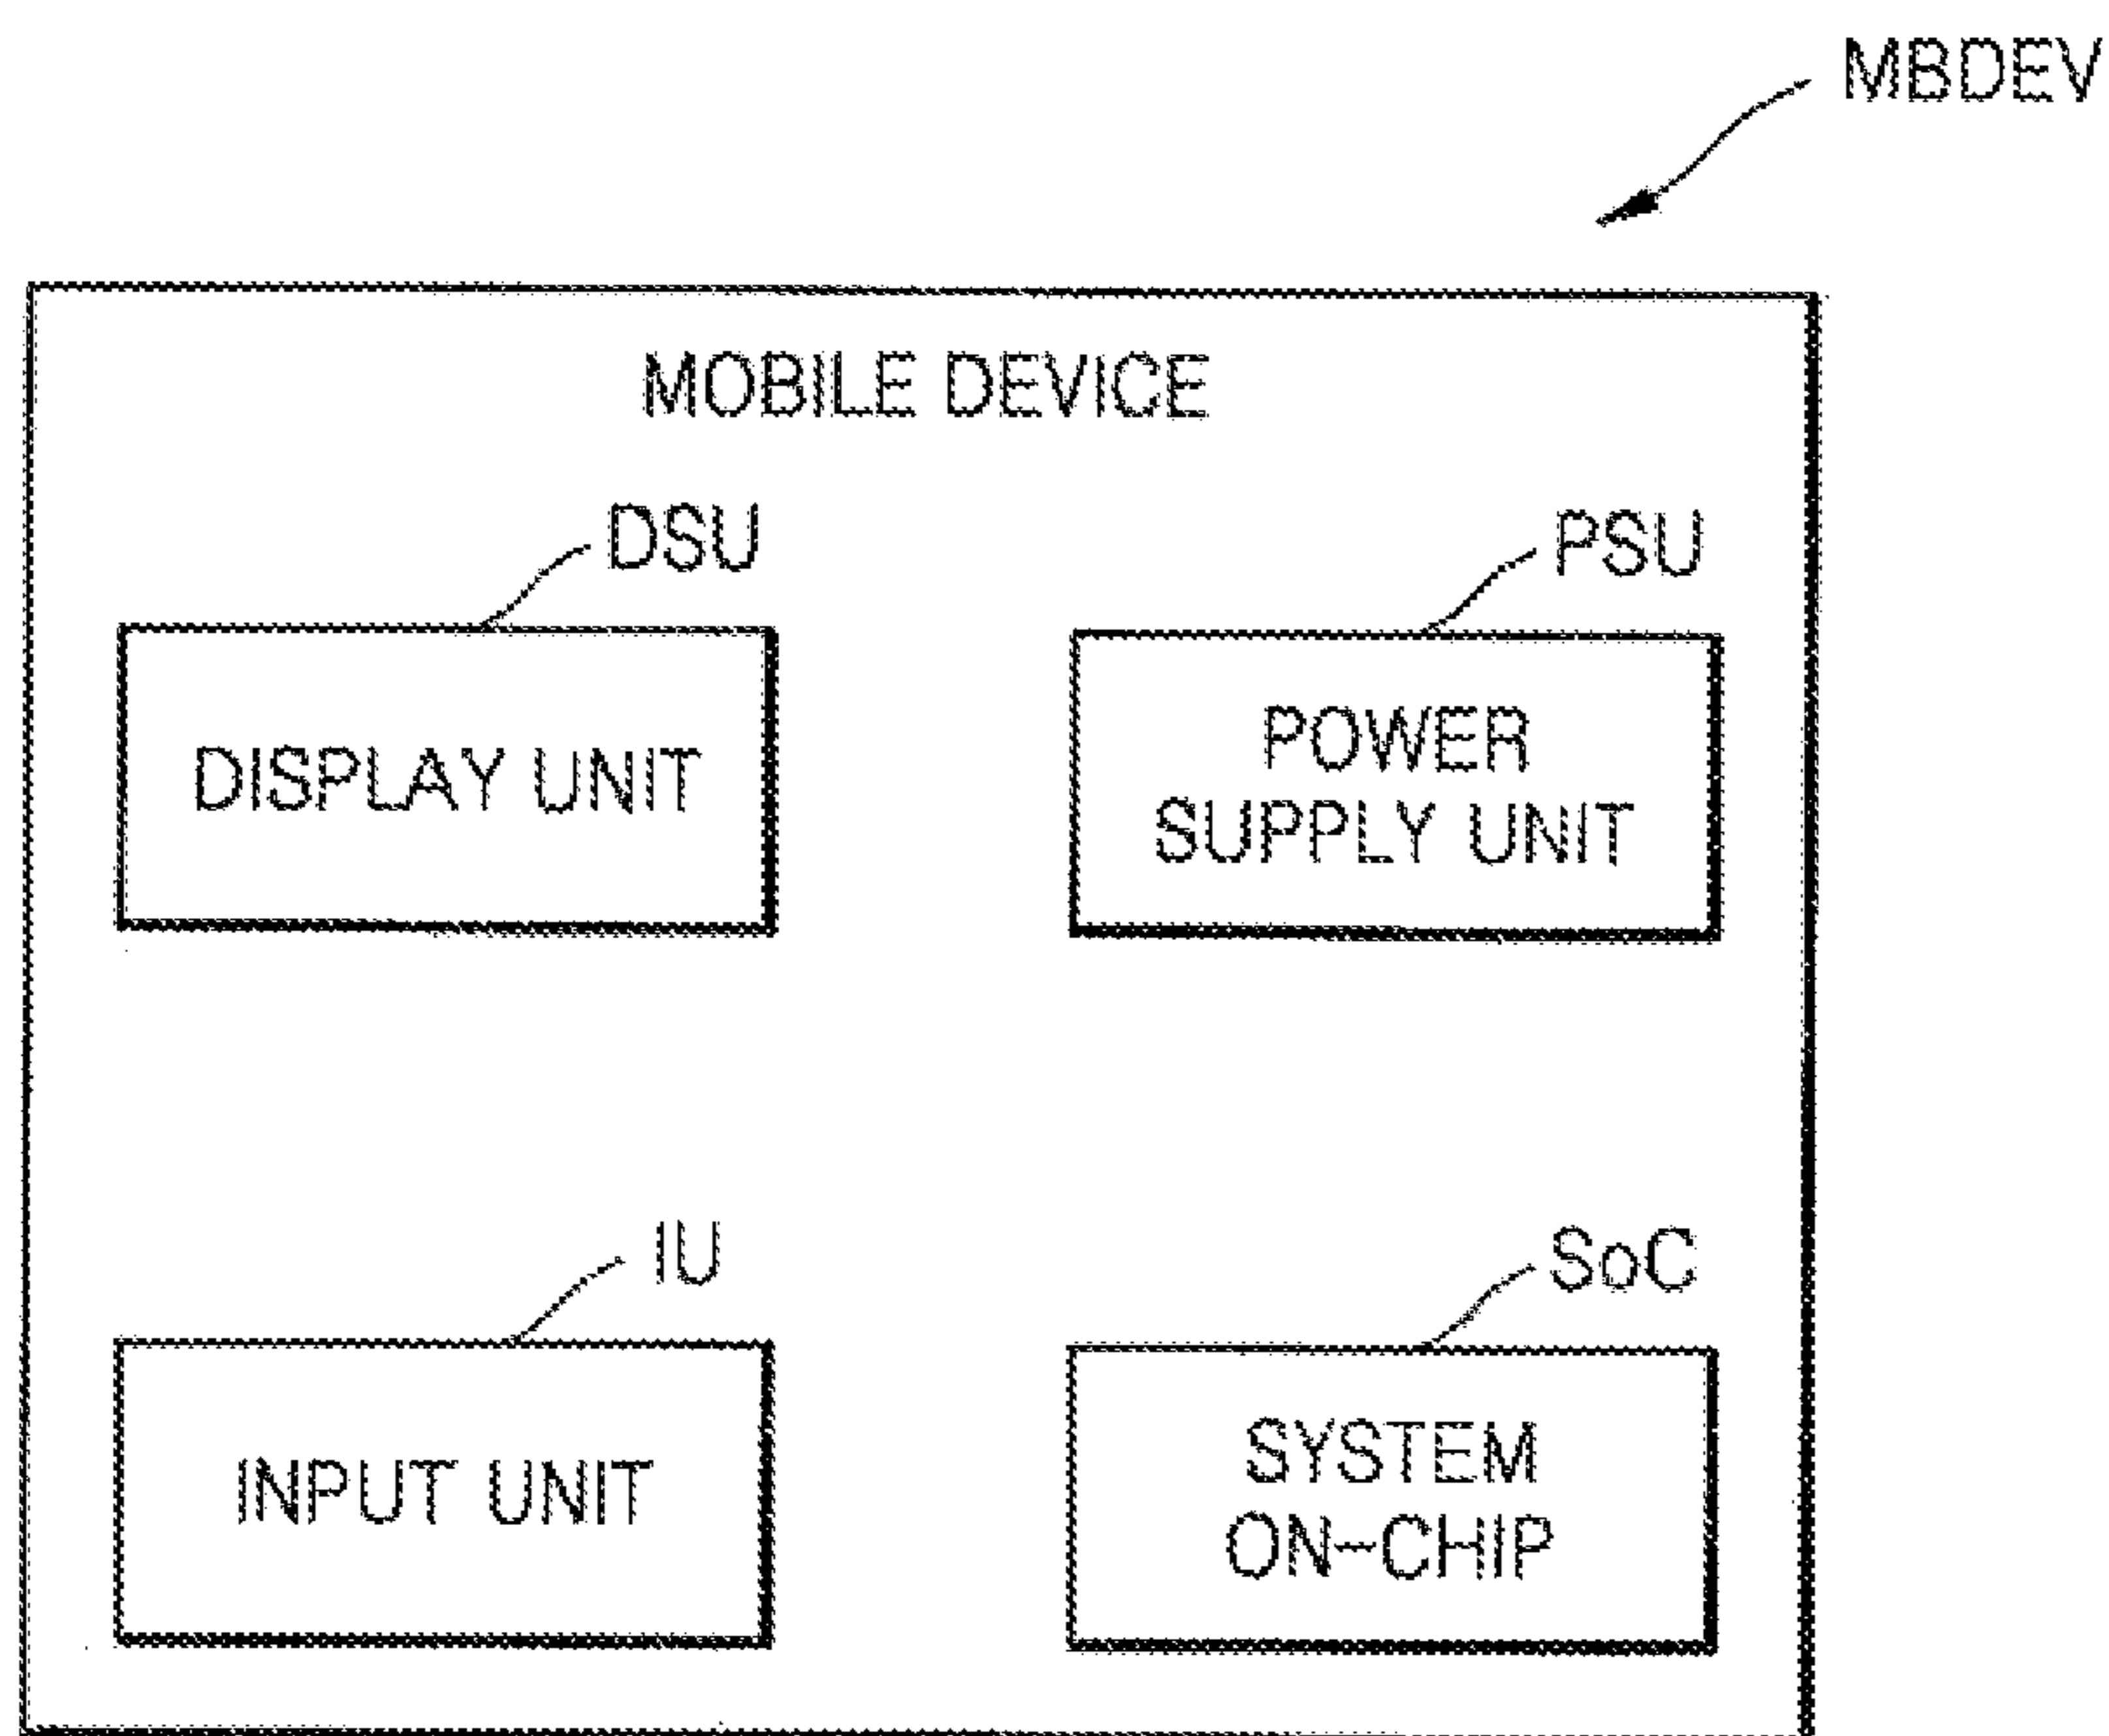 MBDEV
MOBILE DEVICE
DSU
PSU
DISPLAY UNIT
POWER
SUPPLY UNIT
IU
SoC
INPUT UNIT
SYSTEM
ON-CHIP